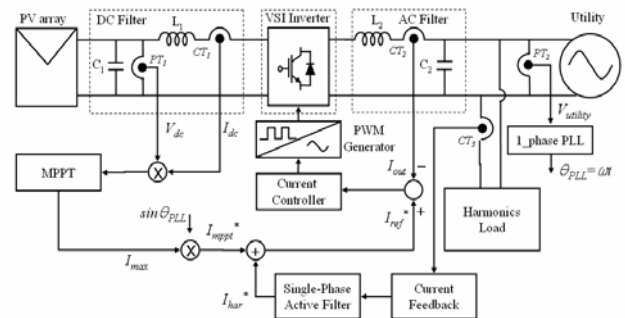 PV array
DC Filter
VSI Inverter
AC Filter
Utility
L1
L2
C1
PT1
CT1
CT2
C2
PT2
Vdc
Idc
PWM
Generator
Iout
−
CT3
Vutility
1_phase PLL
θPLL=ωt
MPPT
X
Current
Controller
+
Iref*
Harmonics
Load
sin θPLL
X
Imppt*
+
Imax
Ihar*
Single-Phase
Active Filter
Current
Feedback